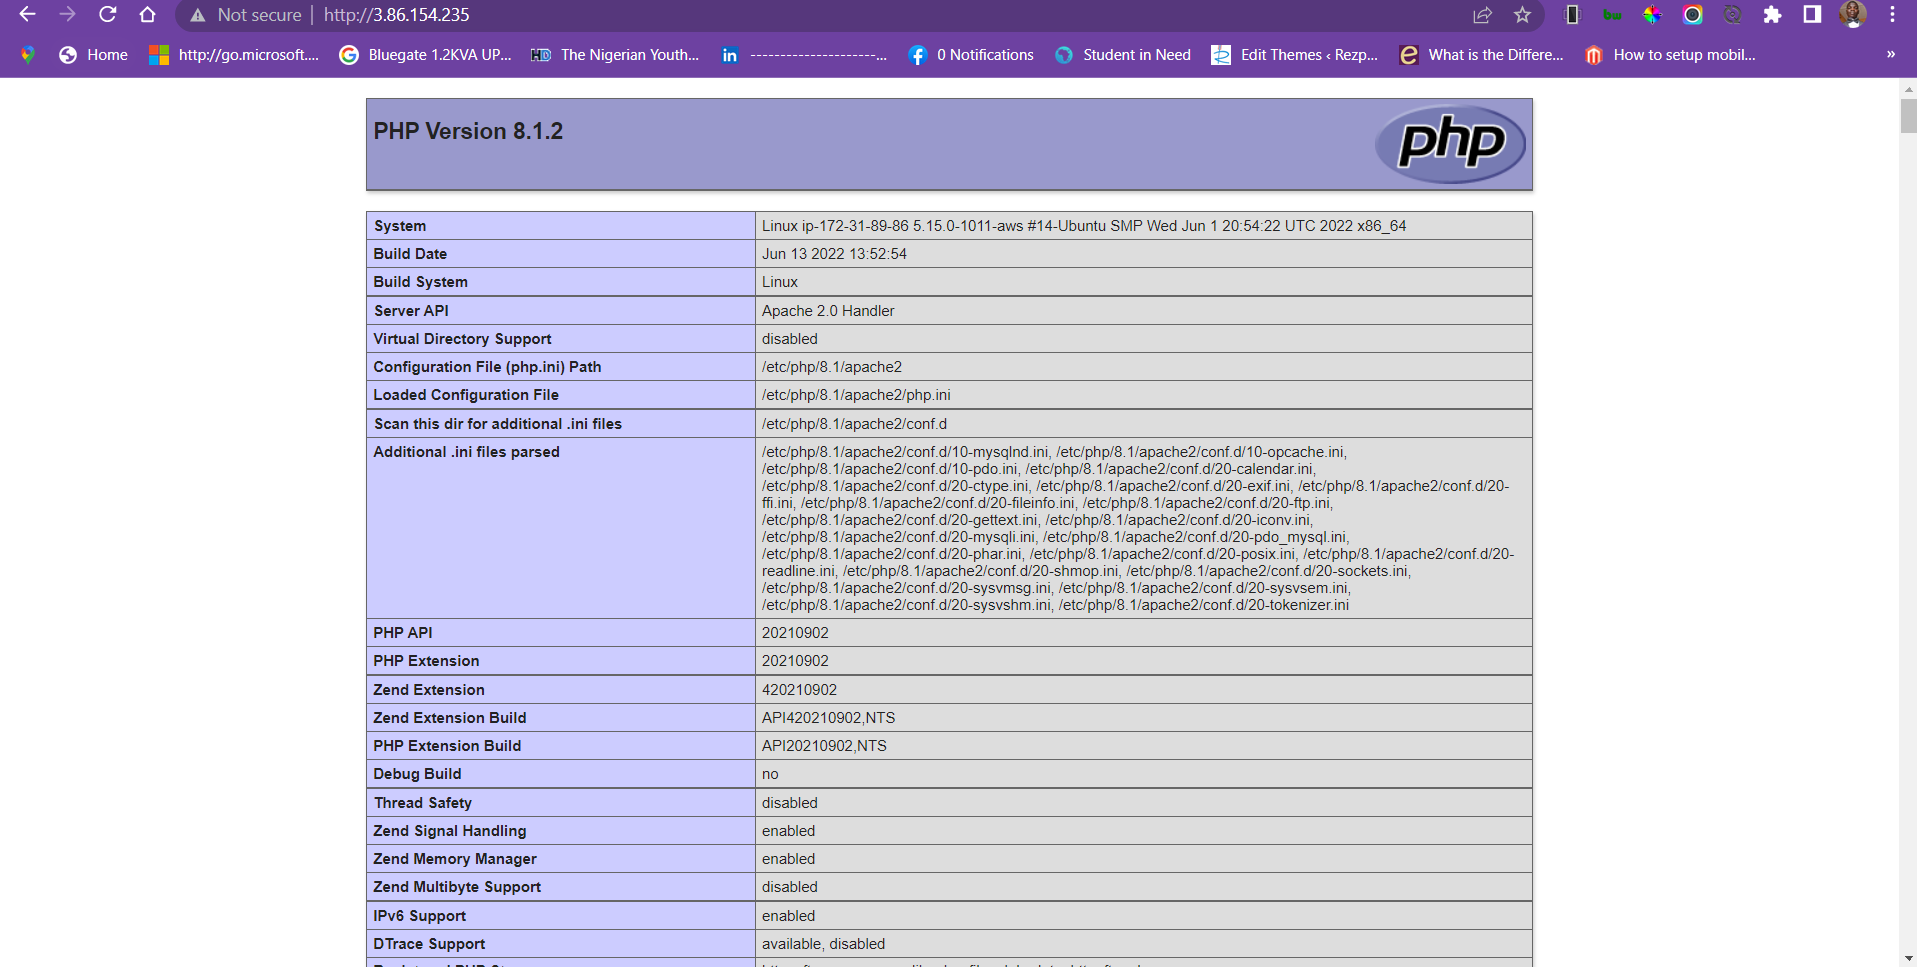 Not secure | http://3.86.154.235
Home http://go.microsoft.... Bluegate 1.2KVA UP... HD The Nigerian Youth... in --------------------... 0 Notifications Student in Need Edit Themes ‹ Rezp... What is the Differe... How to setup mobil... »
PHP Version 8.1.2
php
System Linux ip-172-31-89-86 5.15.0-1011-aws #14-Ubuntu SMP Wed Jun 1 20:54:22 UTC 2022 x86_64
Build Date Jun 13 2022 13:52:54
Build System Linux
Server API Apache 2.0 Handler
Virtual Directory Support disabled
Configuration File (php.ini) Path /etc/php/8.1/apache2
Loaded Configuration File /etc/php/8.1/apache2/php.ini
Scan this dir for additional .ini files /etc/php/8.1/apache2/conf.d
Additional .ini files parsed /etc/php/8.1/apache2/conf.d/10-mysqlnd.ini, /etc/php/8.1/apache2/conf.d/10-opcache.ini,
/etc/php/8.1/apache2/conf.d/10-pdo.ini, /etc/php/8.1/apache2/conf.d/20-calendar.ini,
/etc/php/8.1/apache2/conf.d/20-ctype.ini, /etc/php/8.1/apache2/conf.d/20-exif.ini, /etc/php/8.1/apache2/conf.d/20-
ffi.ini, /etc/php/8.1/apache2/conf.d/20-fileinfo.ini, /etc/php/8.1/apache2/conf.d/20-ftp.ini,
/etc/php/8.1/apache2/conf.d/20-gettext.ini, /etc/php/8.1/apache2/conf.d/20-iconv.ini,
/etc/php/8.1/apache2/conf.d/20-mysqli.ini, /etc/php/8.1/apache2/conf.d/20-pdo_mysql.ini,
/etc/php/8.1/apache2/conf.d/20-phar.ini, /etc/php/8.1/apache2/conf.d/20-posix.ini, /etc/php/8.1/apache2/conf.d/20-
readline.ini, /etc/php/8.1/apache2/conf.d/20-shmop.ini, /etc/php/8.1/apache2/conf.d/20-sockets.ini,
/etc/php/8.1/apache2/conf.d/20-sysvmsg.ini, /etc/php/8.1/apache2/conf.d/20-sysvsem.ini,
/etc/php/8.1/apache2/conf.d/20-sysvshm.ini, /etc/php/8.1/apache2/conf.d/20-tokenizer.ini
PHP API 20210902
PHP Extension 20210902
Zend Extension 420210902
Zend Extension Build API420210902,NTS
PHP Extension Build API20210902,NTS
Debug Build no
Thread Safety disabled
Zend Signal Handling enabled
Zend Memory Manager enabled
Zend Multibyte Support disabled
IPv6 Support enabled
DTrace Support available, disabled